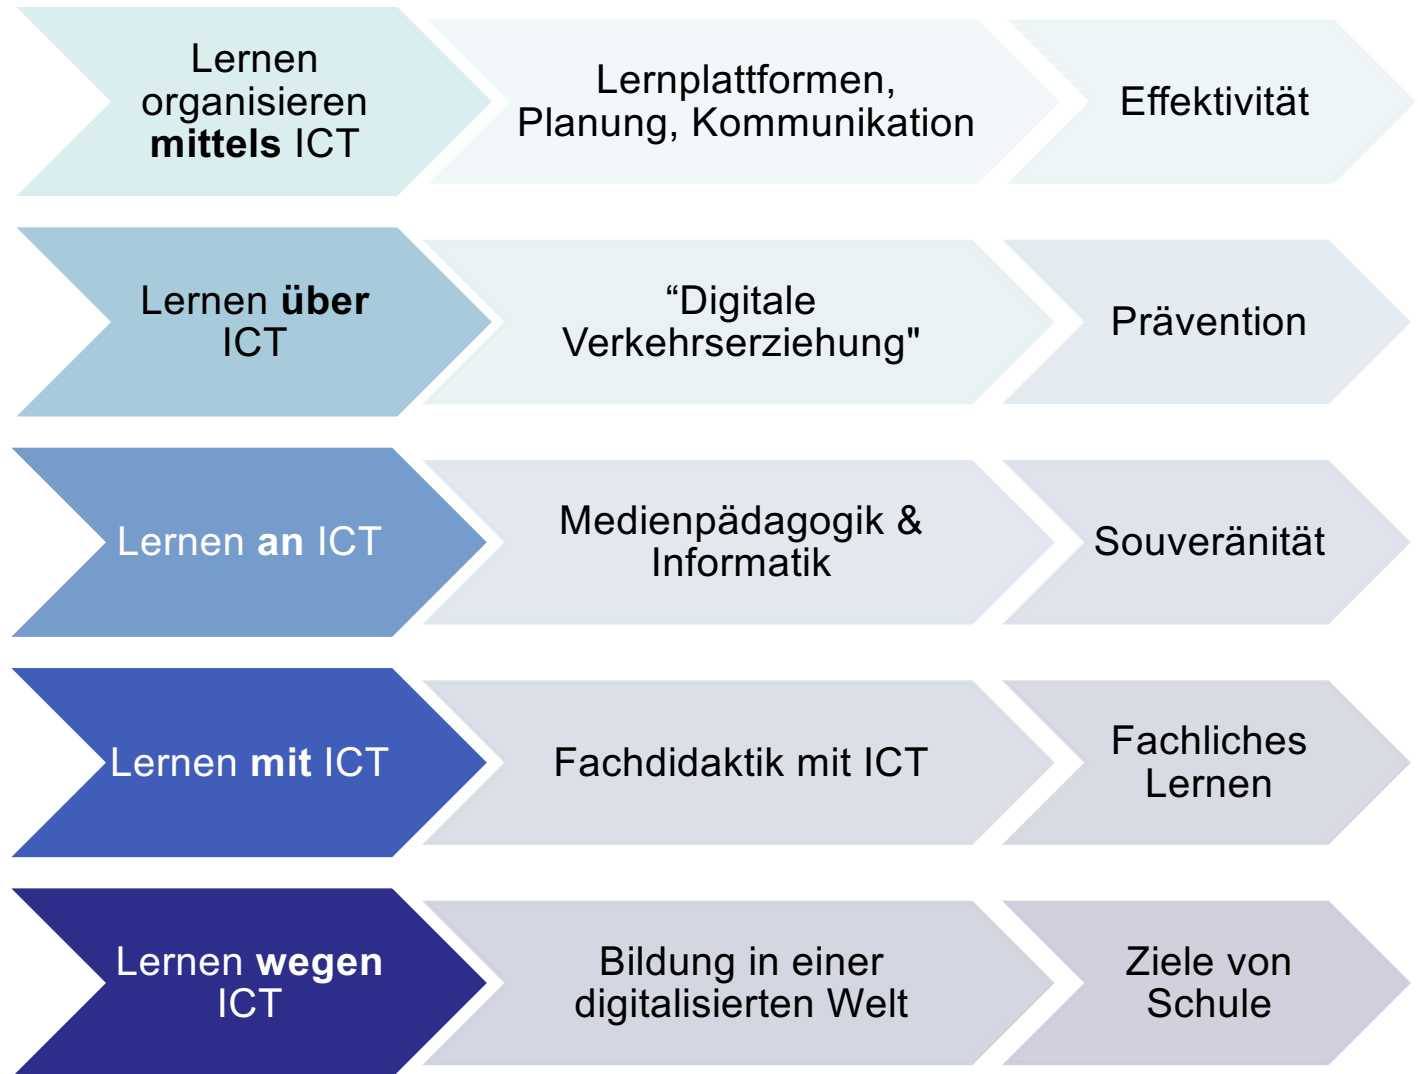 Lernen
organisieren
mittels ICT
Lernplattformen,
Planung, Kommunikation
Effektivität
Lernen über
ICT
“Digitale
Verkehrserziehung"
Prävention
Lernen an ICT
Medienpädagogik &
Informatik
Souveränität
Lernen mit ICT
Fachdidaktik mit ICT
Fachliches
Lernen
Lernen wegen
ICT
Bildung in einer
digitalisierten Welt
Ziele von
Schule